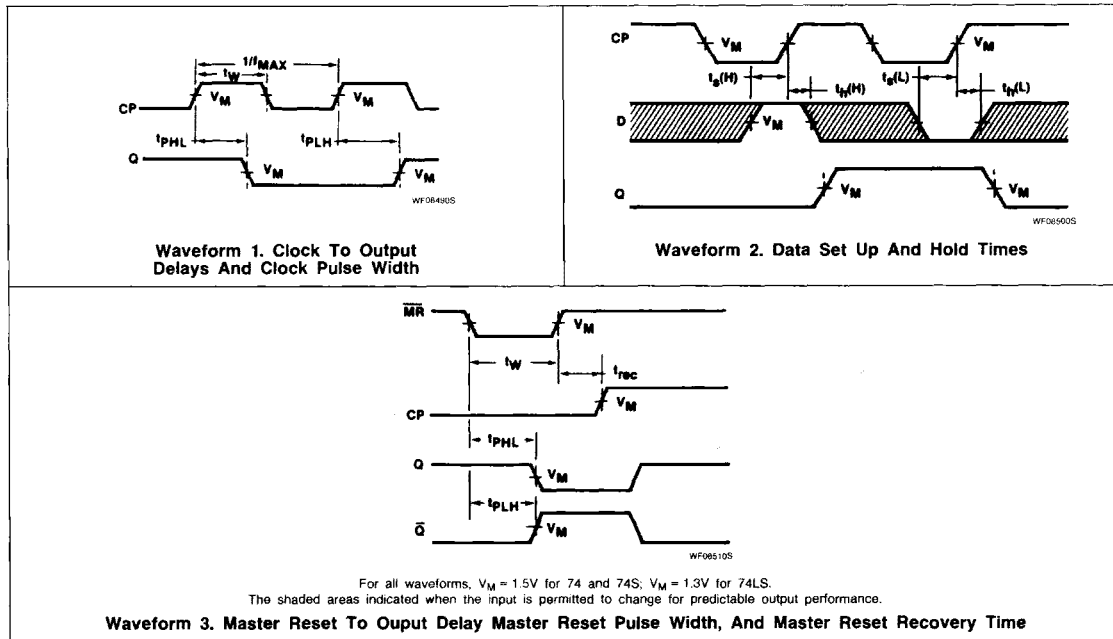 1/fMAX
tW
CP
VM
VM
tPHL
tPLH
Q
VM
VM
WF08490S
Waveform 1. Clock To Output
Delays And Clock Pulse Width
CP
VM
VM
ts(H)
th(H)
ts(L)
th(L)
D
VM
Q
VM
VM
WF08500S
Waveform 2. Data Set Up And Hold Times
MR
VM
tW
trec
CP
VM
tPHL
Q
VM
tPLH
Q
VM
WF08510S
For all waveforms, VM = 1.5V for 74 and 74S; VM = 1.3V for 74LS.
The shaded areas indicated when the input is permitted to change for predictable output performance.
Waveform 3. Master Reset To Ouput Delay Master Reset Pulse Width, And Master Reset Recovery Time